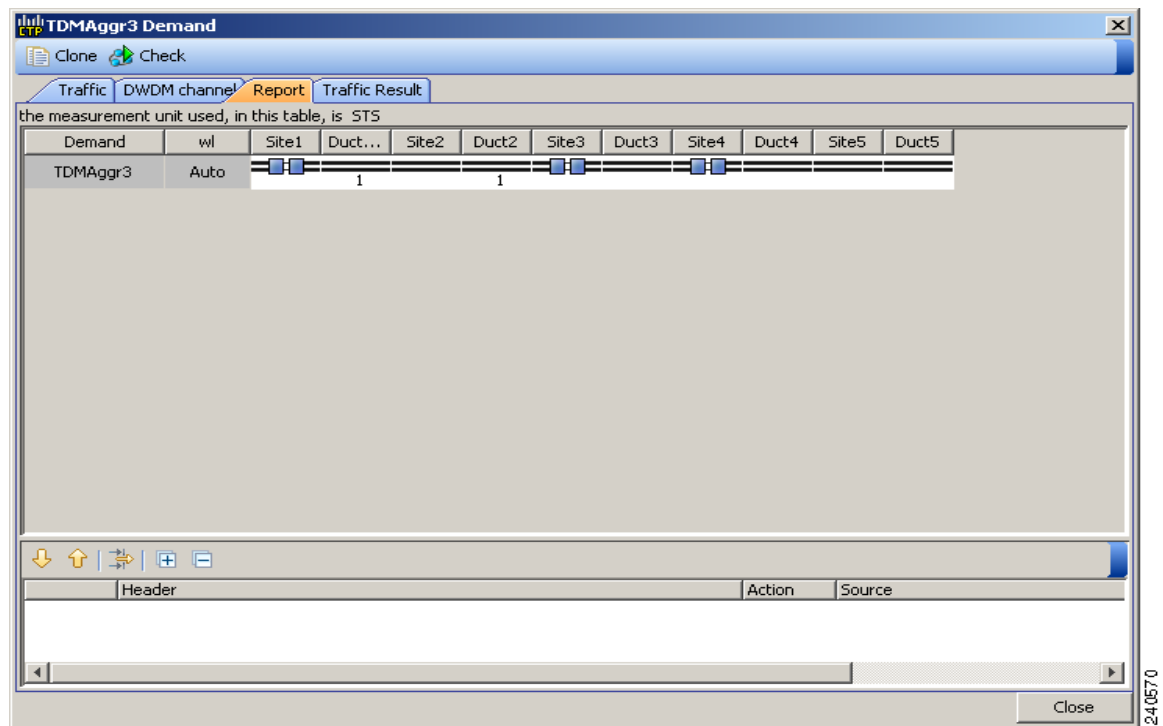 CTP TDMAggr3 Demand
Clone Check
Traffic DWDM channel Report Traffic Result
the measurement unit used, in this table, is STS
Demand wl Site1 Duct... Site2 Duct2 Site3 Duct3 Site4 Duct4 Site5 Duct5
TDMAggr3 Auto 1 1
Header Action Source
Close
240570